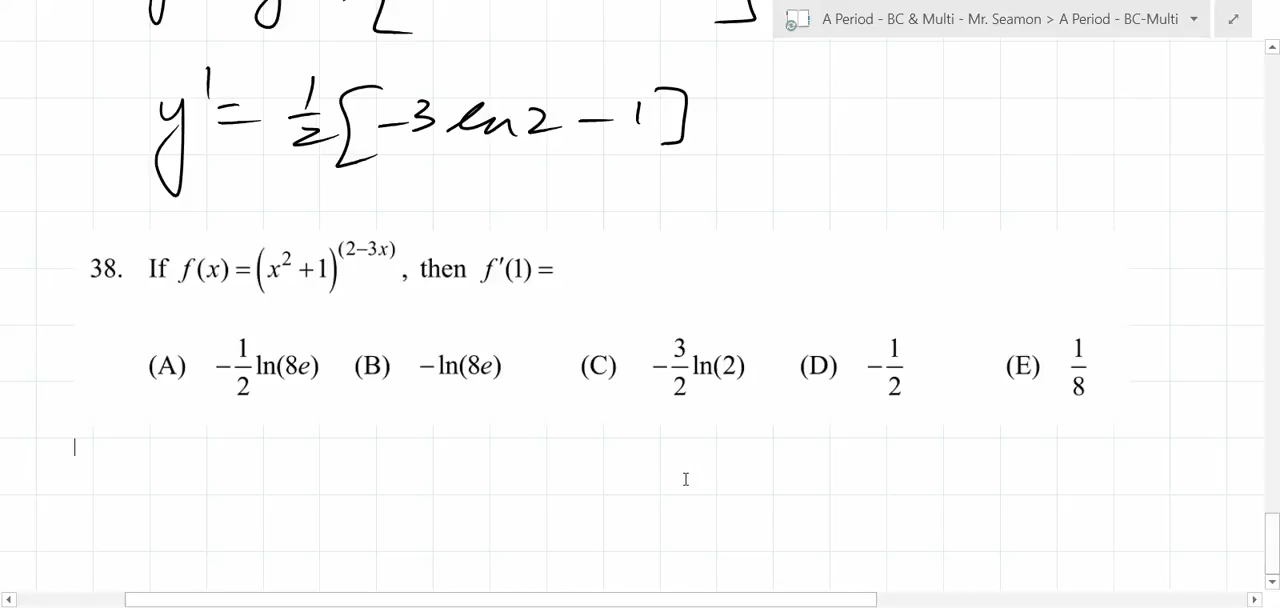 A Period - BC & Multi - Mr. Seamon > A Period - BC-Multi
y' = 1/2 [-3 ln 2 - 1]
38. If f(x) = (x² + 1)^(2–3x) , then f′(1) =
(A) -1/2 ln(8e) (B) -ln(8e) (C) -3/2 ln(2) (D) -1/2 (E) 1/8